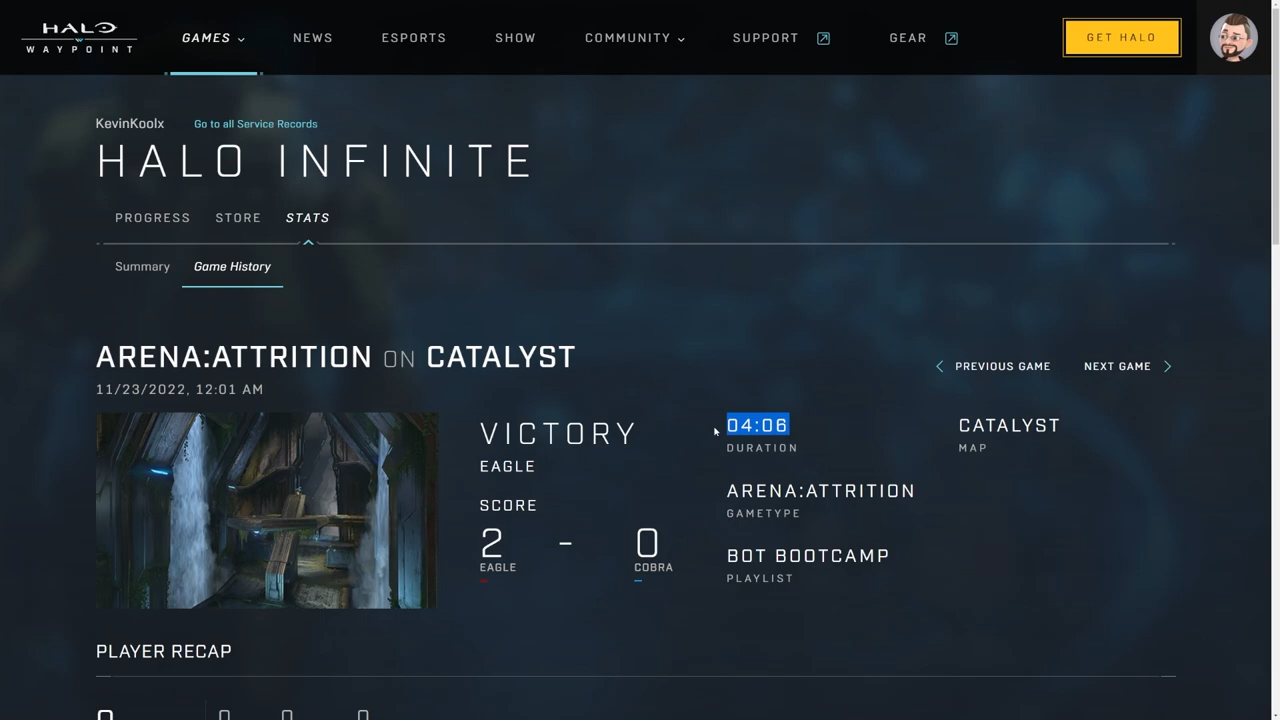 HALO
WAYPOINT
GAMES
NEWS
ESPORTS
SHOW
COMMUNITY
SUPPORT
GEAR
GET HALO
KevinKoolx
Go to all Service Records
HALO INFINITE
PROGRESS
STORE
STATS
Summary
Game History
ARENA:ATTRITION ON CATALYST
11/23/2022, 12:01 AM
PREVIOUS GAME
NEXT GAME
VICTORY
EAGLE
SCORE
2 - 0
EAGLE
COBRA
04:06
DURATION
CATALYST
MAP
ARENA:ATTRITION
GAMETYPE
BOT BOOTCAMP
PLAYLIST
PLAYER RECAP